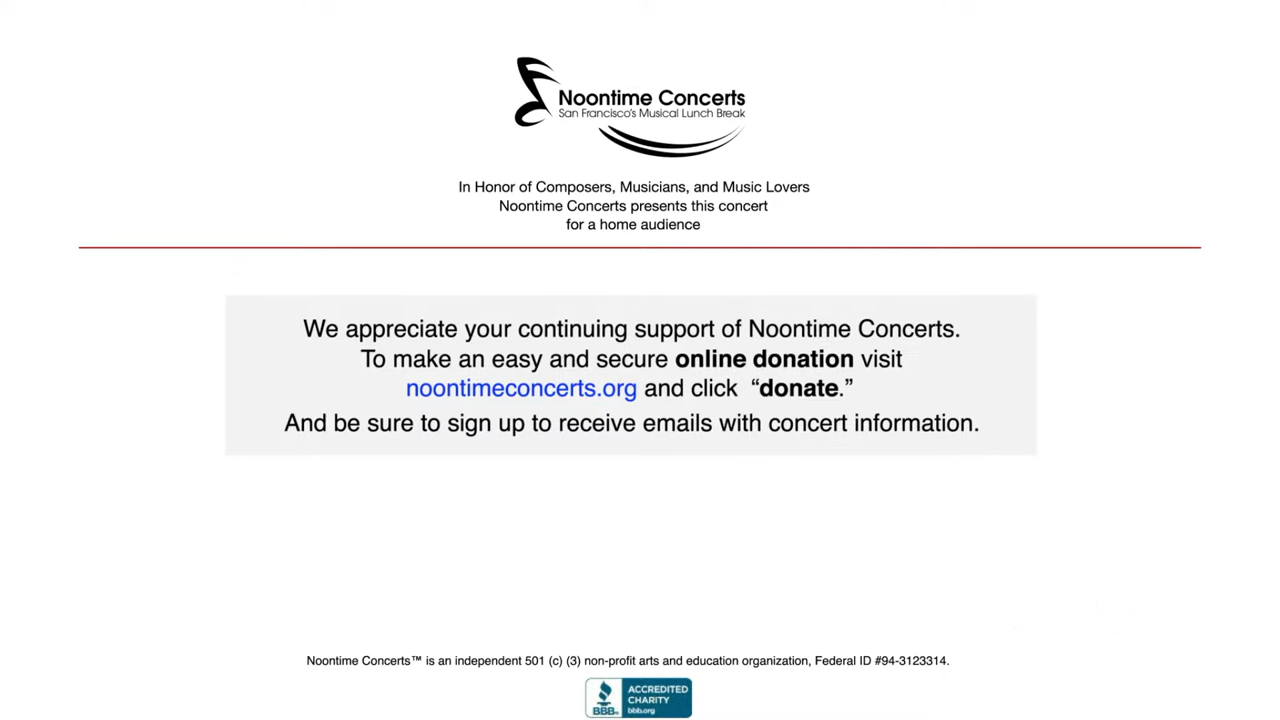 Noontime Concerts
San Francisco's Musical Lunch Break
In Honor of Composers, Musicians, and Music Lovers
Noontime Concerts presents this concert
for a home audience
We appreciate your continuing support of Noontime Concerts.
To make an easy and secure online donation visit
noontimeconcerts.org and click “donate.”
And be sure to sign up to receive emails with concert information.
Noontime Concerts™ is an independent 501 (c) (3) non-profit arts and education organization, Federal ID #94-3123314.
BBB.
ACCREDITED
CHARITY
bbb.org